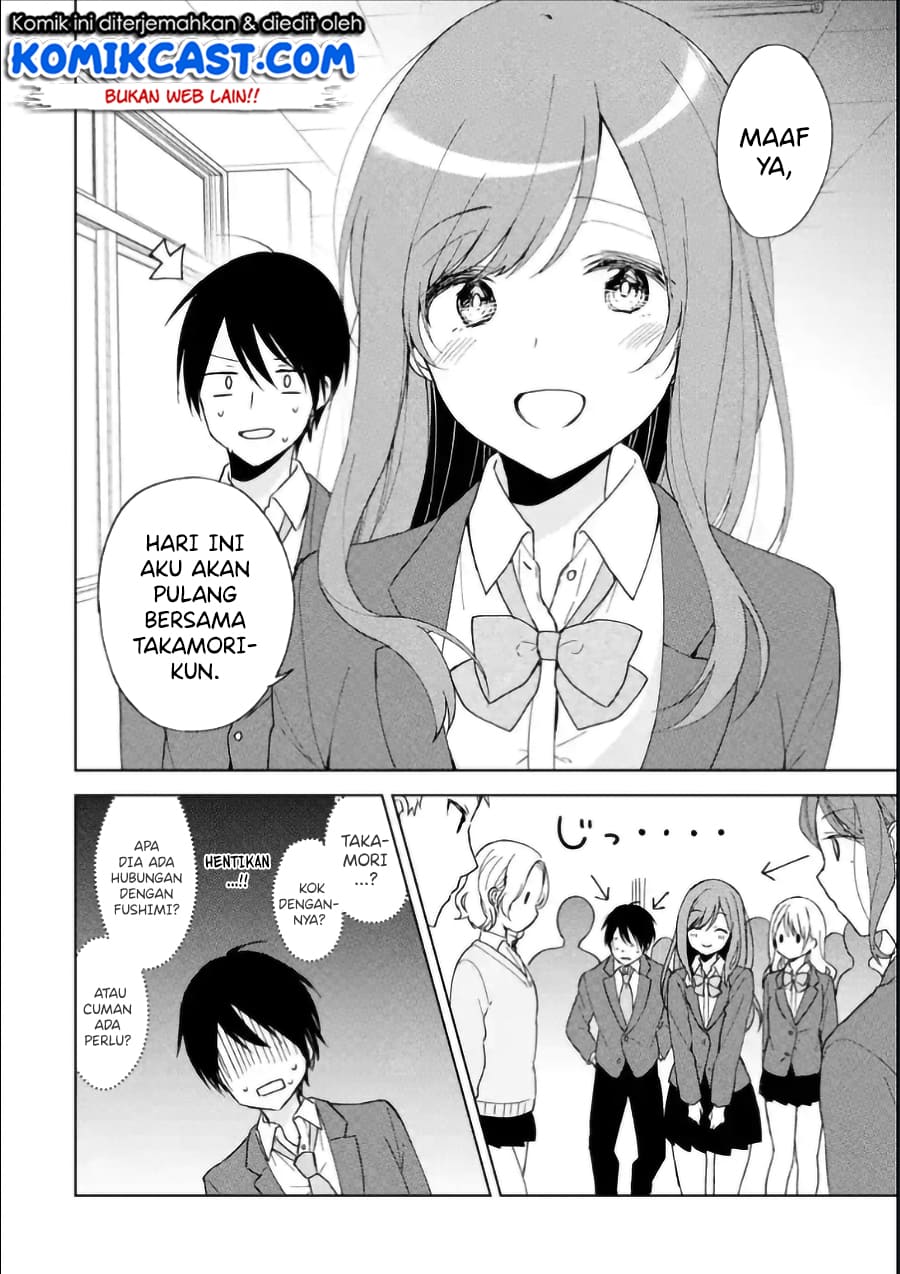 Komik ini diterjemahkan & diedit oleh
KOMIKCAST.COM
BUKAN WEB LAIN!!
MAAF
YA,
HARI INI
AKU AKAN
PULANG
BERSAMA
TAKAMORI-
KUN.
じっ・・・・
TAKA-
MORI
...?
KOK
DENGAN-
NYA?
HENTIKAN
...!!
APA
DIA ADA
HUBUNGAN
DENGAN
FUSHIMI?
ATAU
CUMAN
ADA
PERLU?